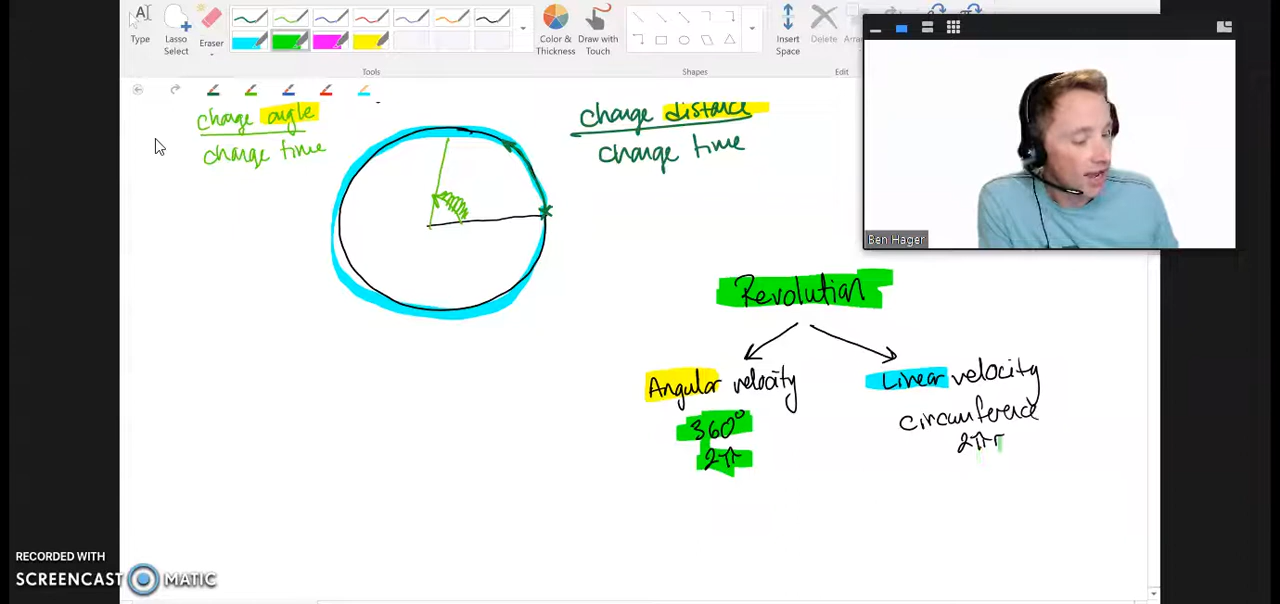 Type
Lasso Select
Eraser
Color & Thickness
Draw with Touch
Insert Space
Delete
Tools
Shapes
Edit
change angle
change time
change distance
change time
Ben Hager
Revolution
Angular velocity
Linear velocity
360°
2π
circumference
2πr
RECORDED WITH
SCREENCAST MATIC